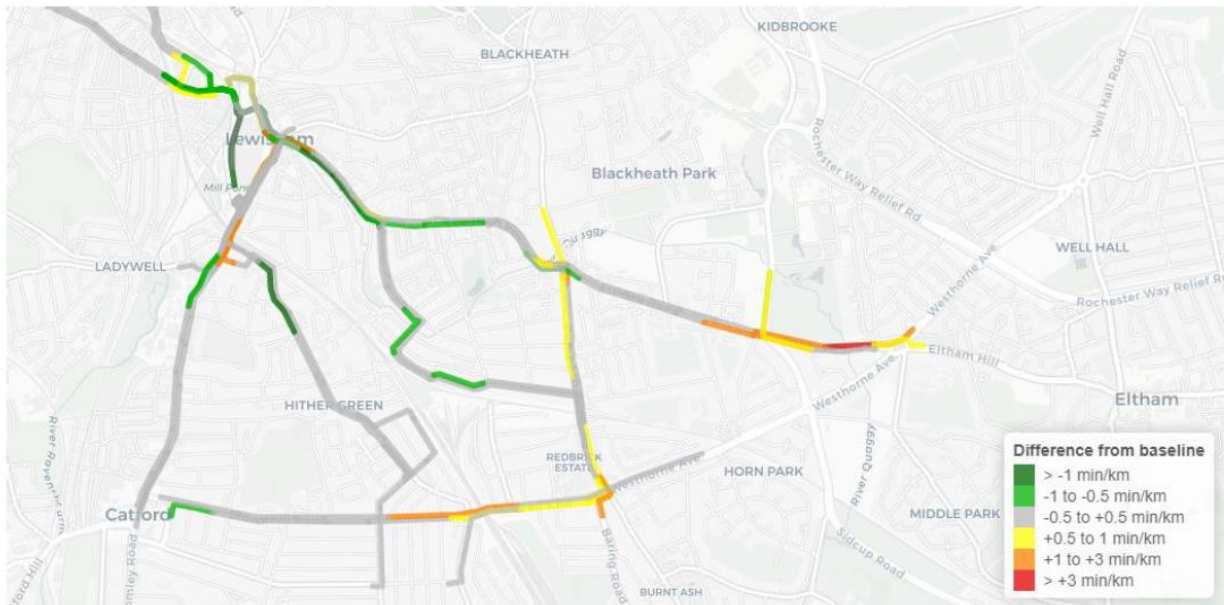 KIDBROOKE
BLACKHEATH
Well Hall Road
Lewisham
Rochester Way Relief Rd
Blackheath Park
Mill Pond
Quaggy
WELL HALL
LADYWELL
Westhorne Ave
Rochester Way Relief Rd
Eltham Hill
Westhorne Ave
Eltham
HITHER GREEN
River Quaggy
REDBRICK
ESTATE
Westhorne Ave
HORN PARK
Catford
MIDDLE PARK
Baring Road
Sidcup Road
BURNT ASH
Difference from baseline
> -1 min/km
-1 to -0.5 min/km
-0.5 to +0.5 min/km
+0.5 to 1 min/km
+1 to +3 min/km
> +3 min/km